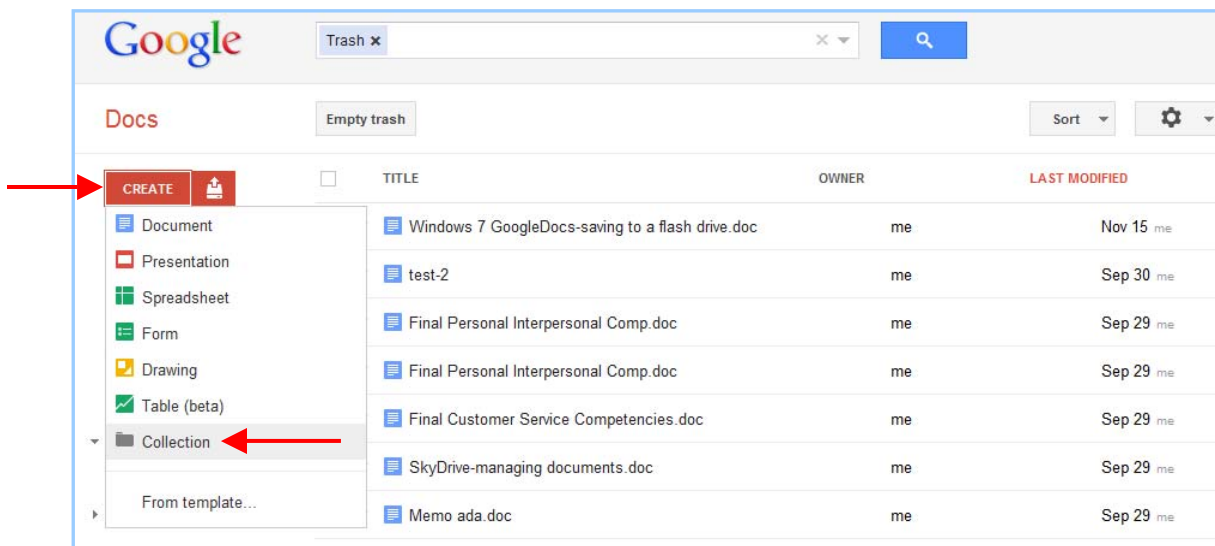 Google
Trash x
Docs
Empty trash
Sort
CREATE
TITLE OWNER LAST MODIFIED
Document
Presentation
Spreadsheet
Form
Drawing
Table (beta)
Collection
From template...
Windows 7 GoogleDocs-saving to a flash drive.doc me Nov 15 me
test-2 me Sep 30 me
Final Personal Interpersonal Comp.doc me Sep 29 me
Final Personal Interpersonal Comp.doc me Sep 29 me
Final Customer Service Competencies.doc me Sep 29 me
SkyDrive-managing documents.doc me Sep 29 me
Memo ada.doc me Sep 29 me